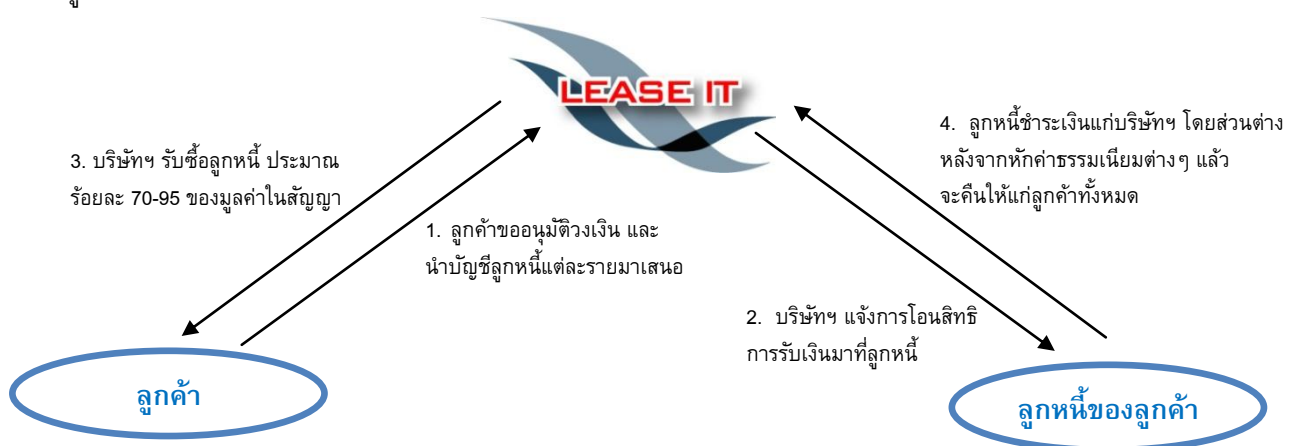 LEASE IT
3. บริษัทฯ รับซื้อลูกหนี้ ประมาณ
ร้อยละ 70-95 ของมูลค่าในสัญญา
1. ลูกค้าขออนุมัติวงเงิน และ
นำบัญชีลูกหนี้แต่ละรายมาเสนอ
4. ลูกหนี้ชำระเงินแก่บริษัทฯ โดยส่วนต่าง
หลังจากหักค่าธรรมเนียมต่างๆ แล้ว
จะคืนให้แก่ลูกค้าทั้งหมด
2. บริษัทฯ แจ้งการโอนสิทธิ
การรับเงินมาที่ลูกหนี้
ลูกค้า
ลูกหนี้ของลูกค้า